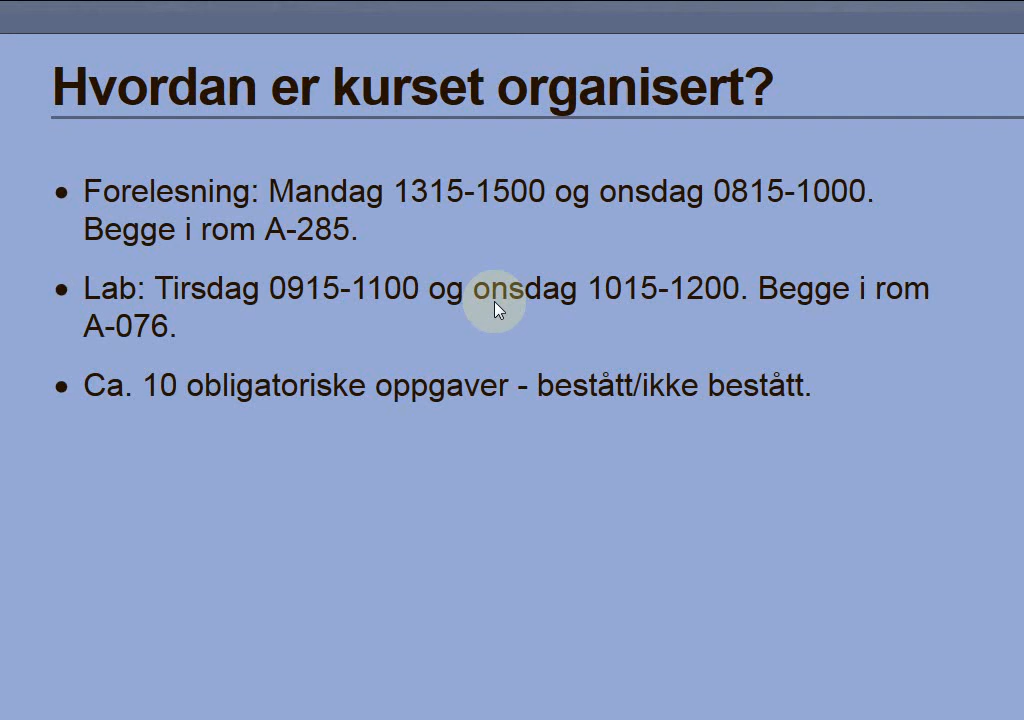 Hvordan er kurset organisert?
• Forelesning: Mandag 1315-1500 og onsdag 0815-1000.
Begge i rom A-285.
• Lab: Tirsdag 0915-1100 og onsdag 1015-1200. Begge i rom
A-076.
• Ca. 10 obligatoriske oppgaver - bestått/ikke bestått.